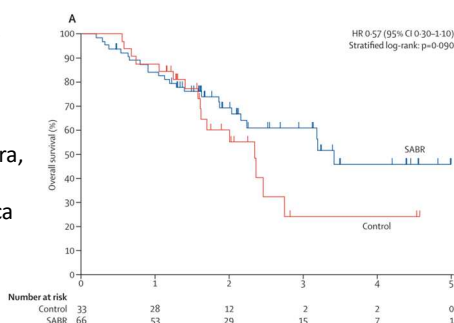 A
HR 0·57 (95% CI 0·30–1·10)
Stratified log-rank: p=0·090
100
90
80
70
60
50
40
30
20
10
0
Overall survival (%)
SABR
Control
0 1 2 3 4 5
Number at risk
Control 33 28 12 2 2 0
SABR 66 53 29 15 7 1
ra,
ca